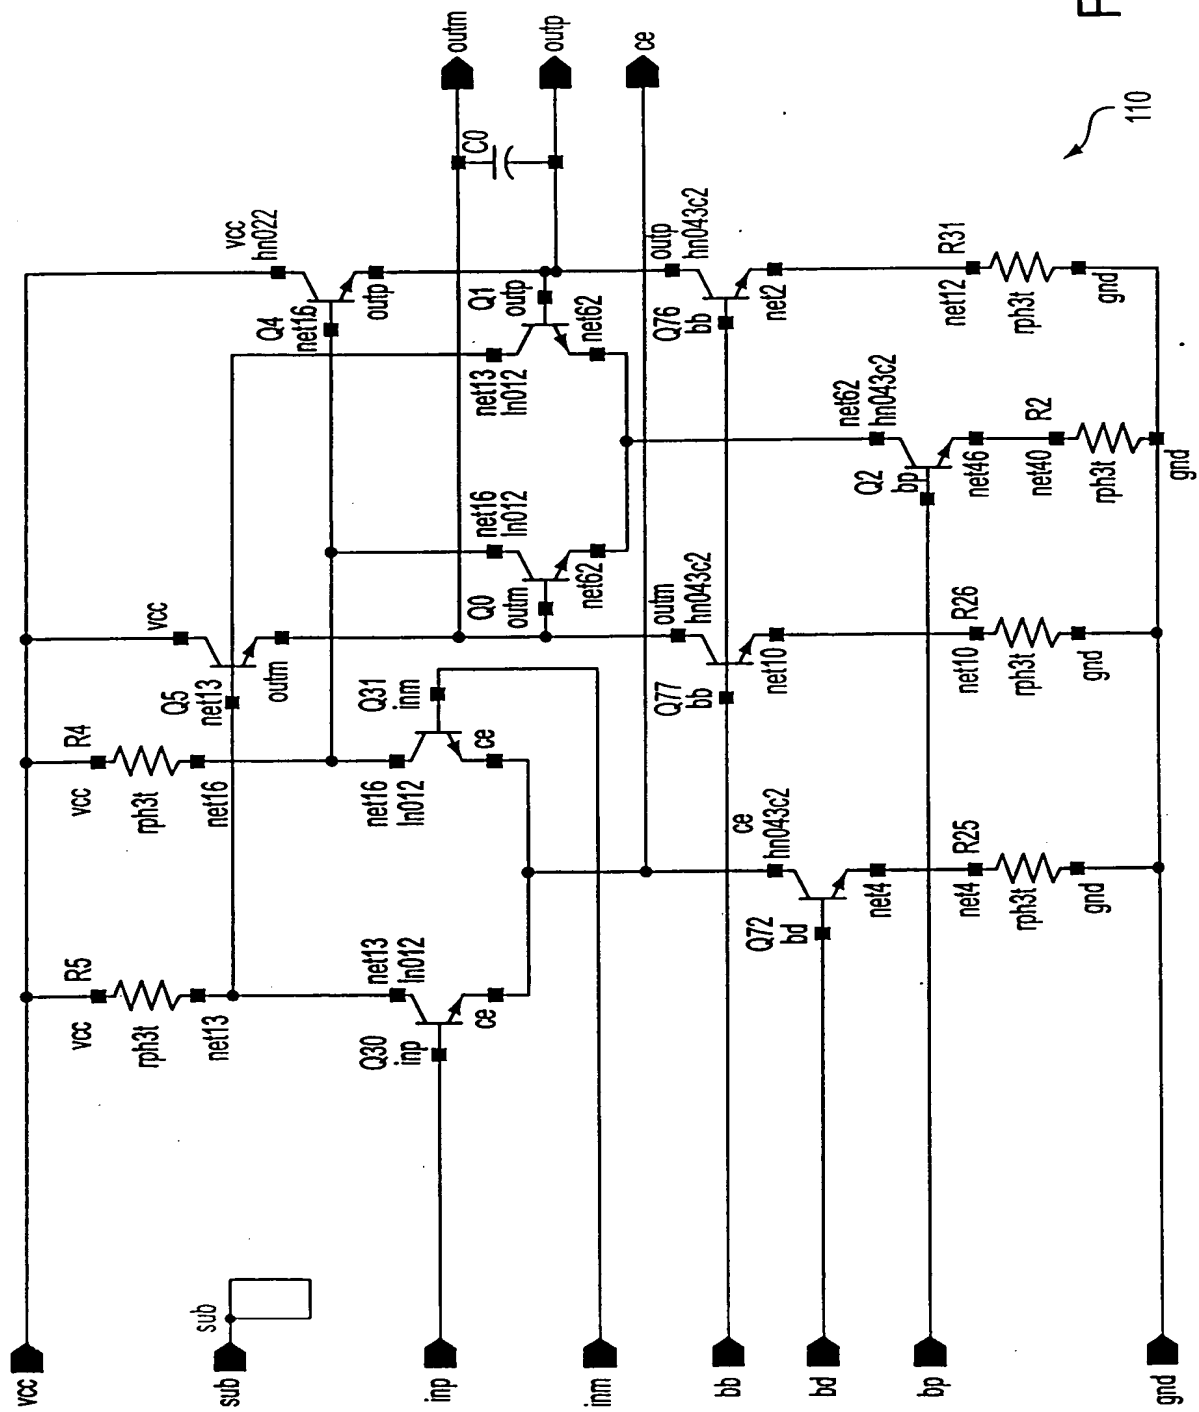 F
outm
outp
ce
C0
110
vcc
hn022
Q4
net16
outp
Q1
outp
net62
net13
ln012
outp
hn043c2
Q76
bb
net2
R31
net12
rph3t
gnd
net16
ln012
Q0
outm
net62
net62
hn043c2
Q2
bp
net46
R2
net40
rph3t
gnd
vcc
Q5
net13
outm
outm
hn043c2
Q77
bb
net10
R26
net10
rph3t
gnd
R4
vcc
rph3t
net16
Q31
inm
net16
ln012
ce
ce
hn043c2
Q72
bd
net4
R25
net4
rph3t
gnd
R5
vcc
rph3t
net13
net13
ln012
Q30
inp
ce
sub
vcc
sub
inp
inm
bb
bd
bp
gnd